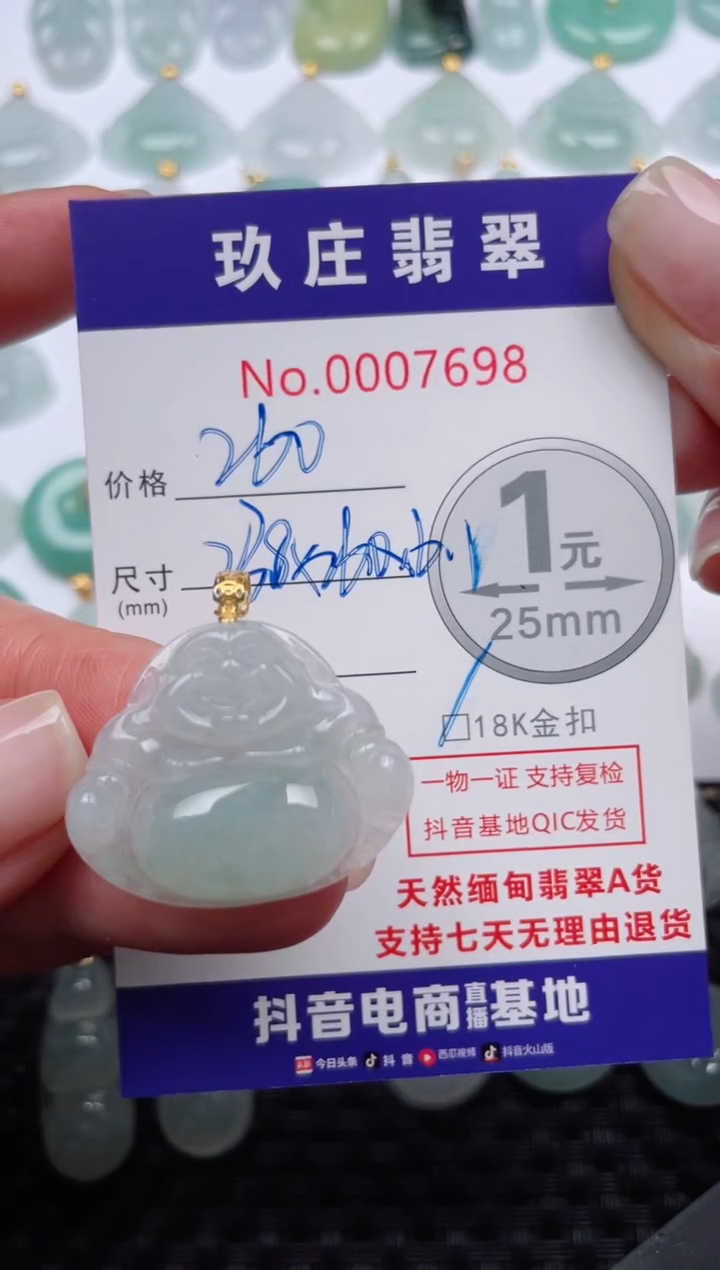 玖庄翡翠
No.0007698
价格 260
尺寸
(mm)
1元
25mm
18K金扣
一物一证 支持复检
抖音基地QIC发货
天然缅甸翡翠A货
支持七天无理由退货
抖音电商直播基地
今日头条 抖音 西瓜视频 抖音火山版